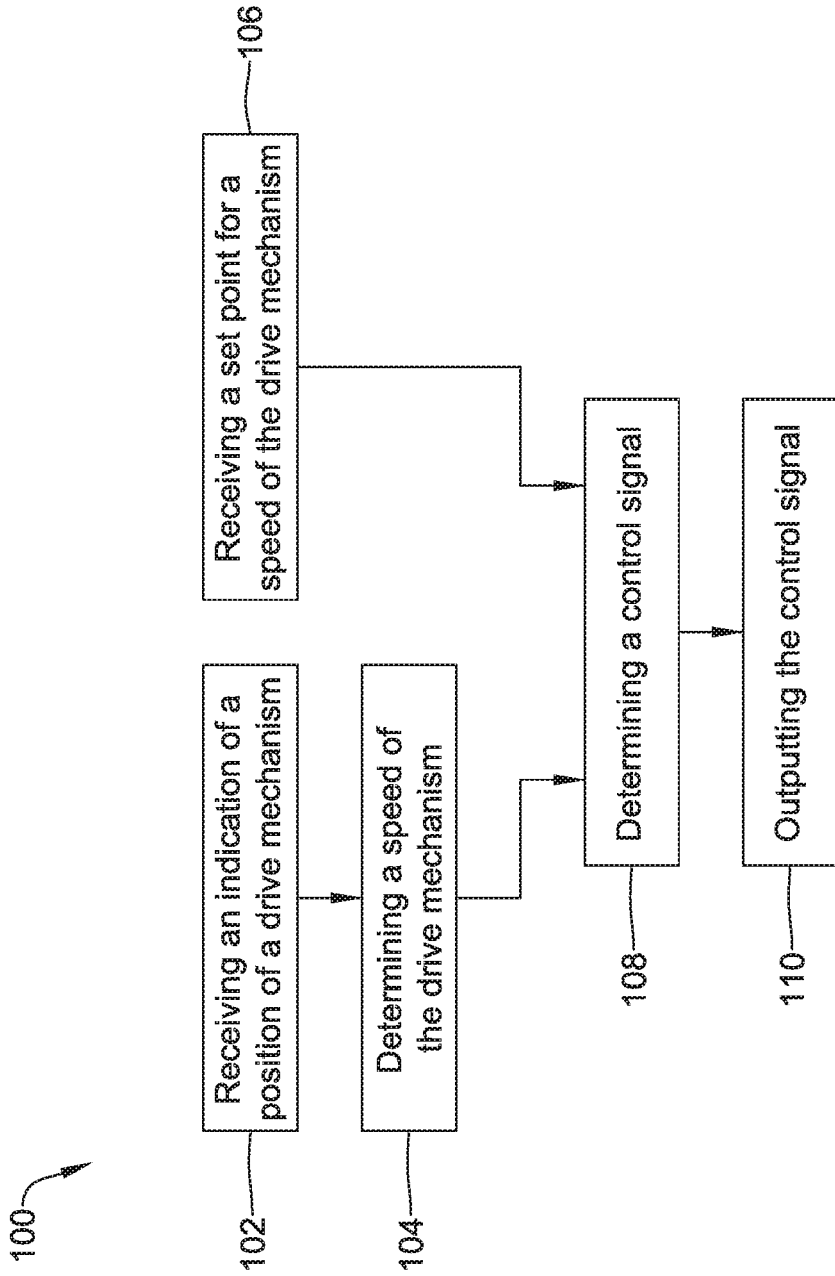 100
102
Receiving an indication of a
position of a drive mechanism
104
Determining a speed of
the drive mechanism
106
Receiving a set point for a
speed of the drive mechanism
108
Determining a control signal
110
Outputting the control signal